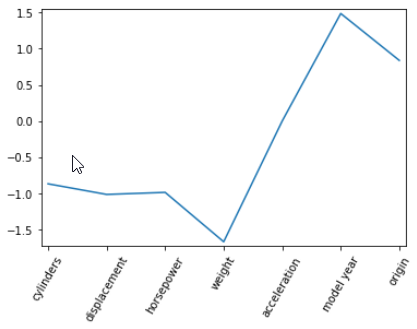 1.5
1.0
0.5
0.0
−0.5
−1.0
−1.5
cylinders
displacement
horsepower
weight
acceleration
model year
origin